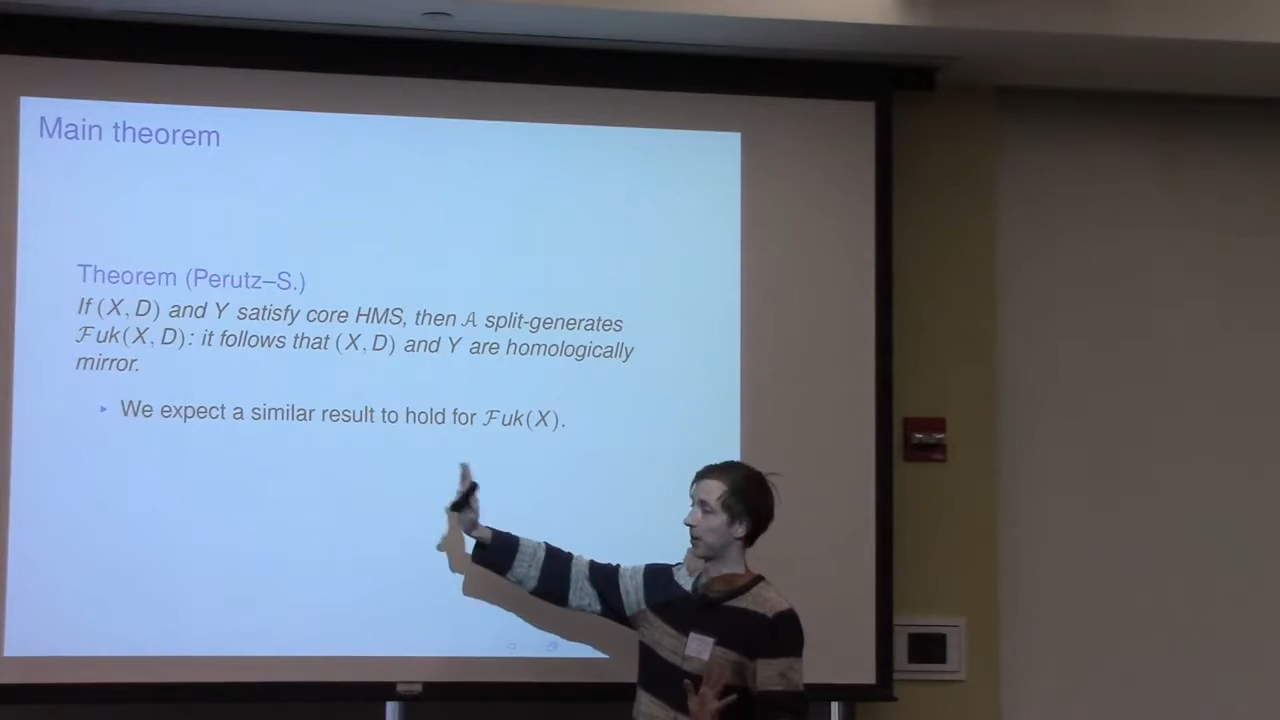 Main theorem
Theorem (Perutz–S.)
If (X, D) and Y satisfy core HMS, then 𝒜 split-generates
ℱuk(X, D): it follows that (X, D) and Y are homologically
mirror.
‣ We expect a similar result to hold for ℱuk(X).